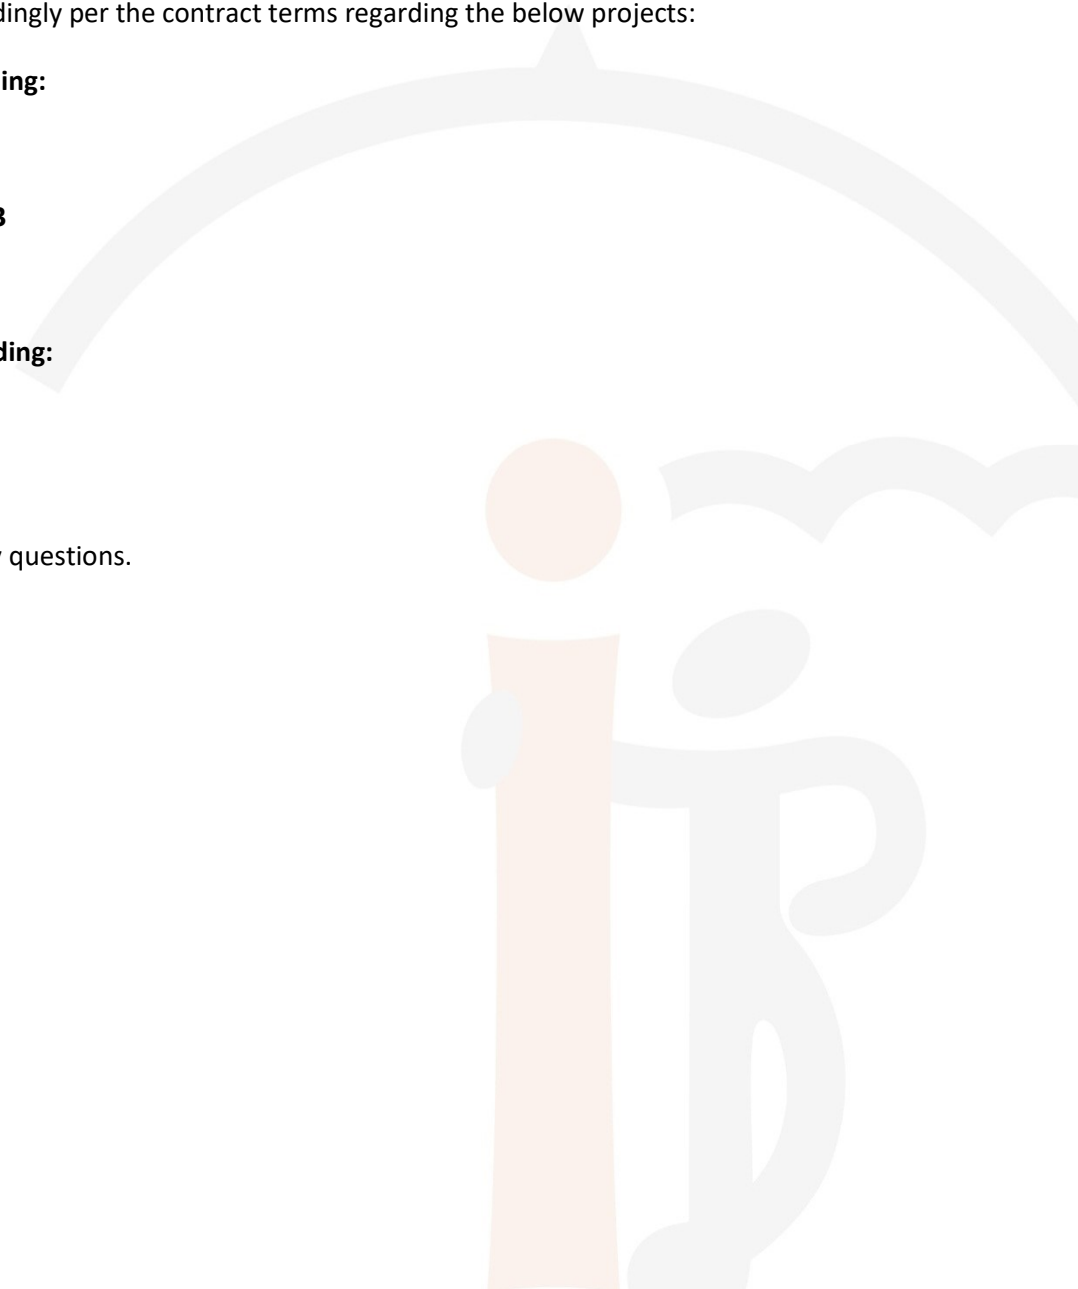 dingly per the contract terms regarding the below projects:
ing:
3
ding:
questions.